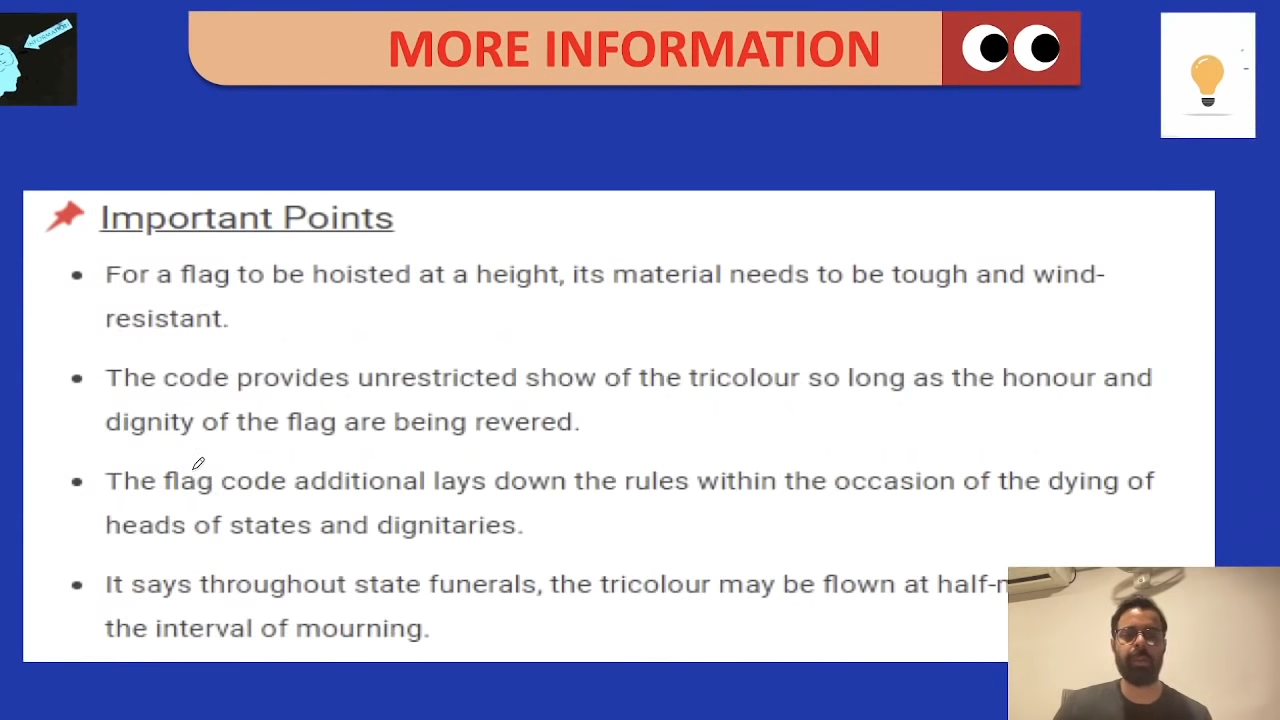 MORE INFORMATION
INFORMATION
Important Points
For a flag to be hoisted at a height, its material needs to be tough and wind-
resistant.
The code provides unrestricted show of the tricolour so long as the honour and
dignity of the flag are being revered.
The flag code additional lays down the rules within the occasion of the dying of
heads of states and dignitaries.
It says throughout state funerals, the tricolour may be flown at half-
the interval of mourning.